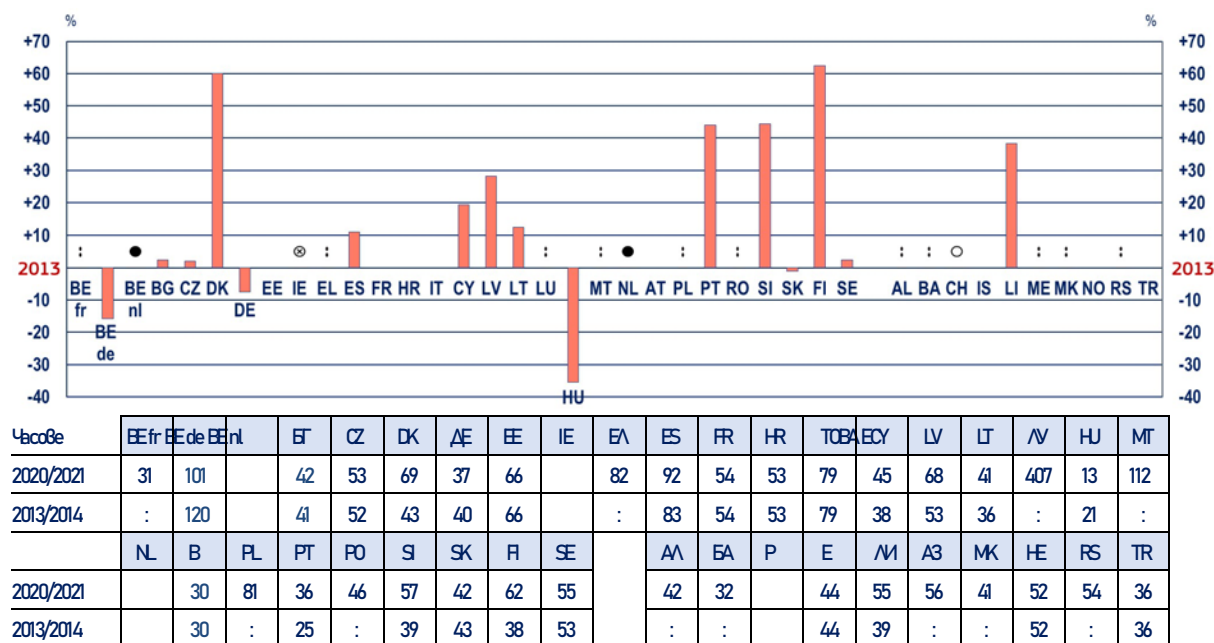 % %
+70 +70
+60 +60
+50 +50
+40 +40
+30 +30
+20 +20
+10 : ● ⊗ : : : ● : : : : ○ : : : +10
2013 2013
BE fr BE nl BG CZ DK EE IE EL ES FR HR IT CY LV LT LU MT NL AT PL PT RO SI SK FI SE AL BA CH IS LI ME MK NO RS TR
-10 DE -10
-20 BE de -20
-30 -30
-40 HU -40
Часове BE fr BE de BE nl БГ CZ DK ДЕ ЕЕ IE ЕЛ ES FR HR ТОВА Е CY LV LT ЛУ HU MT
2020/2021 31 101 42 53 69 37 66 82 92 54 53 79 45 68 41 407 13 112
2013/2014 : 120 41 52 43 40 66 : 83 54 53 79 38 53 36 : 21 :
NL В PL PT РО SI SK FI SE АЛ БА Р Е ЛИ АЗ МК НЕ RS TR
2020/2021 30 81 36 46 57 42 62 55 42 32 44 55 56 41 52 54 36
2013/2014 30 : 25 : 39 43 38 53 : : 44 39 : : 52 : 36